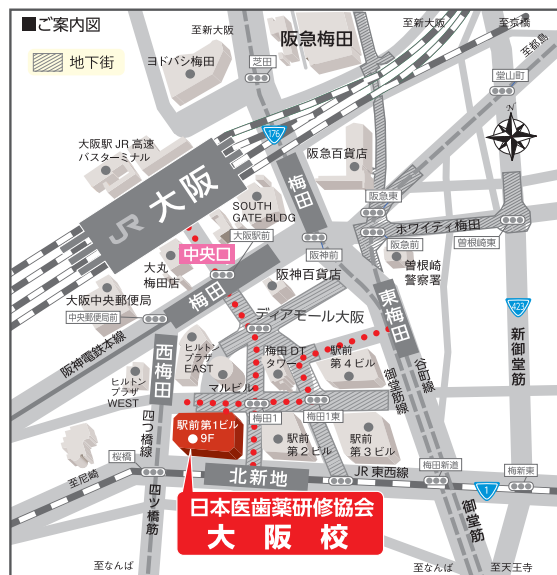 ■ご案内図
地下街
至新大阪
至新大阪
至京橋
至都島
阪急梅田
ヨドバシ梅田
芝田
堂山町
N
176
大阪駅JR高速
バスターミナル
阪急百貨店
JR 大阪
梅田
SOUTH
GATE BLDG
阪急東
ホワイティ梅田
大阪駅前
中央口
阪神前
阪急前
曽根崎東
大丸
梅田店
阪神百貨店
曽根崎
警察署
大阪中央郵便局
梅田
中央郵便局前
ディアモール大阪
東梅田
423
新御堂筋
阪神電鉄本線
西梅田
ヒルトン
プラザ
EAST
梅田DT
タワー
駅前
第4ビル
谷町線
御堂筋線
ヒルトン
プラザ
WEST
マルビル
四つ橋線
駅前第1ビル
9F
梅田1
梅田1東
駅前
第2ビル
駅前
第3ビル
桜橋
北新地
JR東西線
梅田新道
梅新東
至尼崎
1
四ツ橋筋
御堂筋
日本医歯薬研修協会
大阪校
至なんば
至なんば
至天王寺